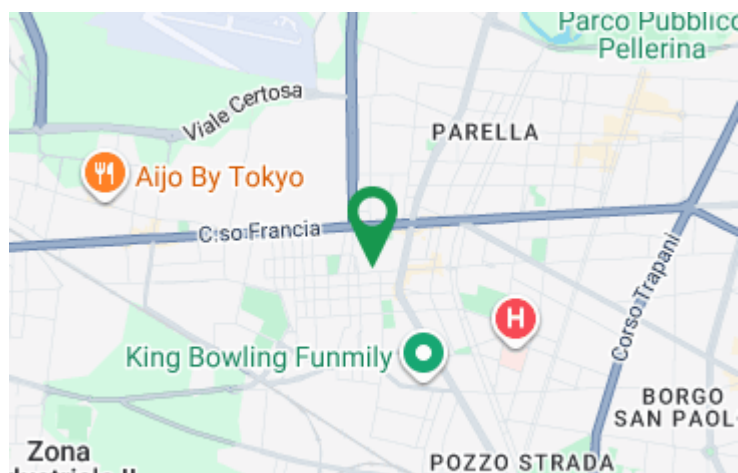 Parco Pubblico
Pellerina
Viale Certosa
PARELLA
Aijo By Tokyo
C.so Francia
Corso Trapani
H
King Bowling Funmily
BORGO
SAN PAOL
Zona
POZZO STRADA